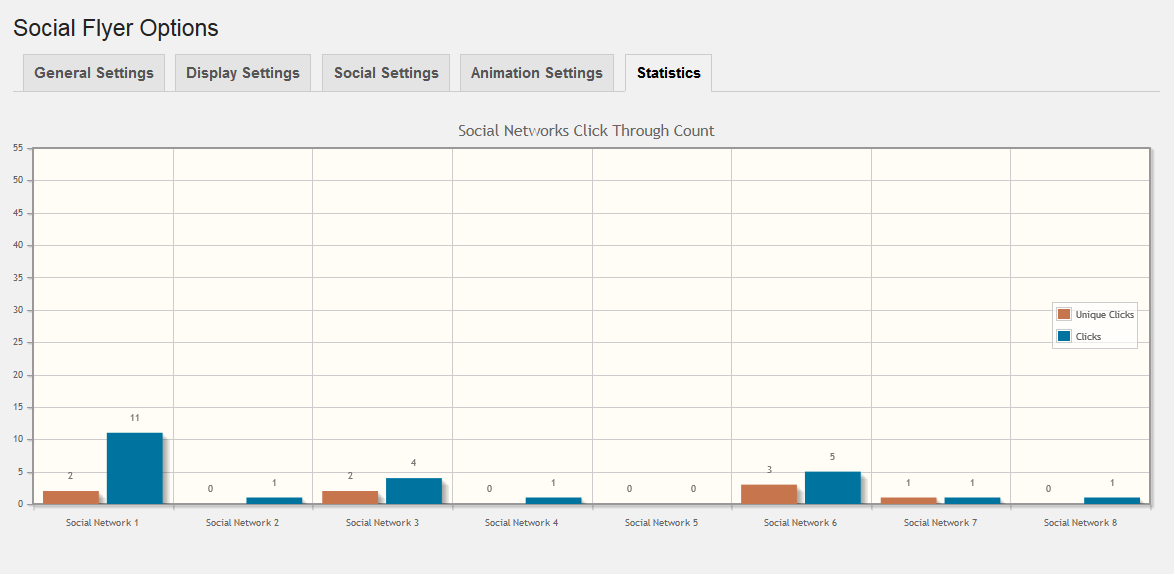 Social Flyer Options
General Settings Display Settings Social Settings Animation Settings Statistics
Social Networks Click Through Count
55
50
45
40
35
30
25
20
15
10
5
0
Unique Clicks
Clicks
2 11 0 1 2 4 0 1 0 0 3 5 1 1 0 1
Social Network 1 Social Network 2 Social Network 3 Social Network 4 Social Network 5 Social Network 6 Social Network 7 Social Network 8